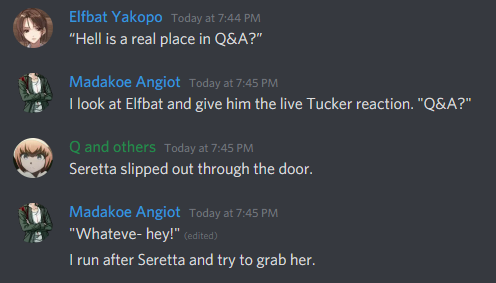 Elfbat Yakopo Today at 7:44 PM
“Hell is a real place in Q&A?”
Madakoe Angiot Today at 7:45 PM
I look at Elfbat and give him the live Tucker reaction. "Q&A?"
Q and others Today at 7:45 PM
Seretta slipped out through the door.
Madakoe Angiot Today at 7:45 PM
"Whateve- hey!" (edited)
I run after Seretta and try to grab her.